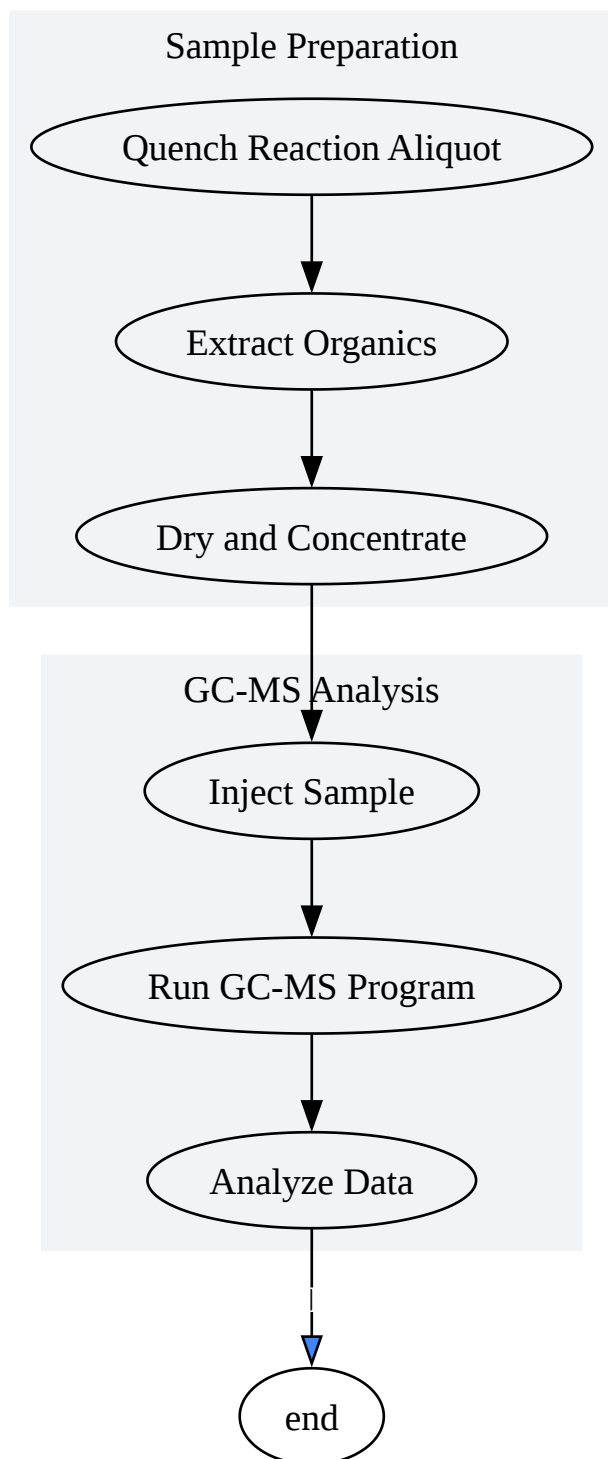 Sample Preparation
Quench Reaction Aliquot
Extract Organics
Dry and Concentrate
GC-MS Analysis
Inject Sample
Run GC-MS Program
Analyze Data
end